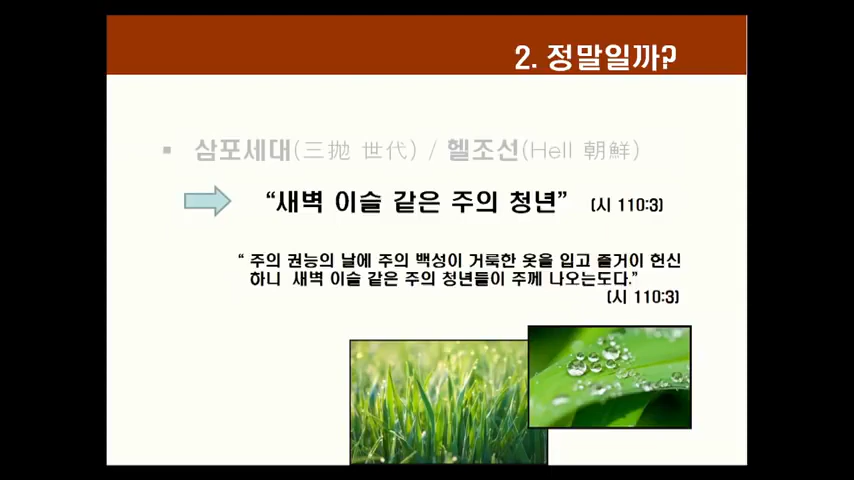 2. 정말일까?
▪ 삼포세대(三抛 世代) / 헬조선(Hell 朝鮮)
“새벽 이슬 같은 주의 청년” (시 110:3)
“ 주의 권능의 날에 주의 백성이 거룩한 옷을 입고 즐거이 헌신
하니 새벽 이슬 같은 주의 청년들이 주께 나오는도다.”
(시 110:3)